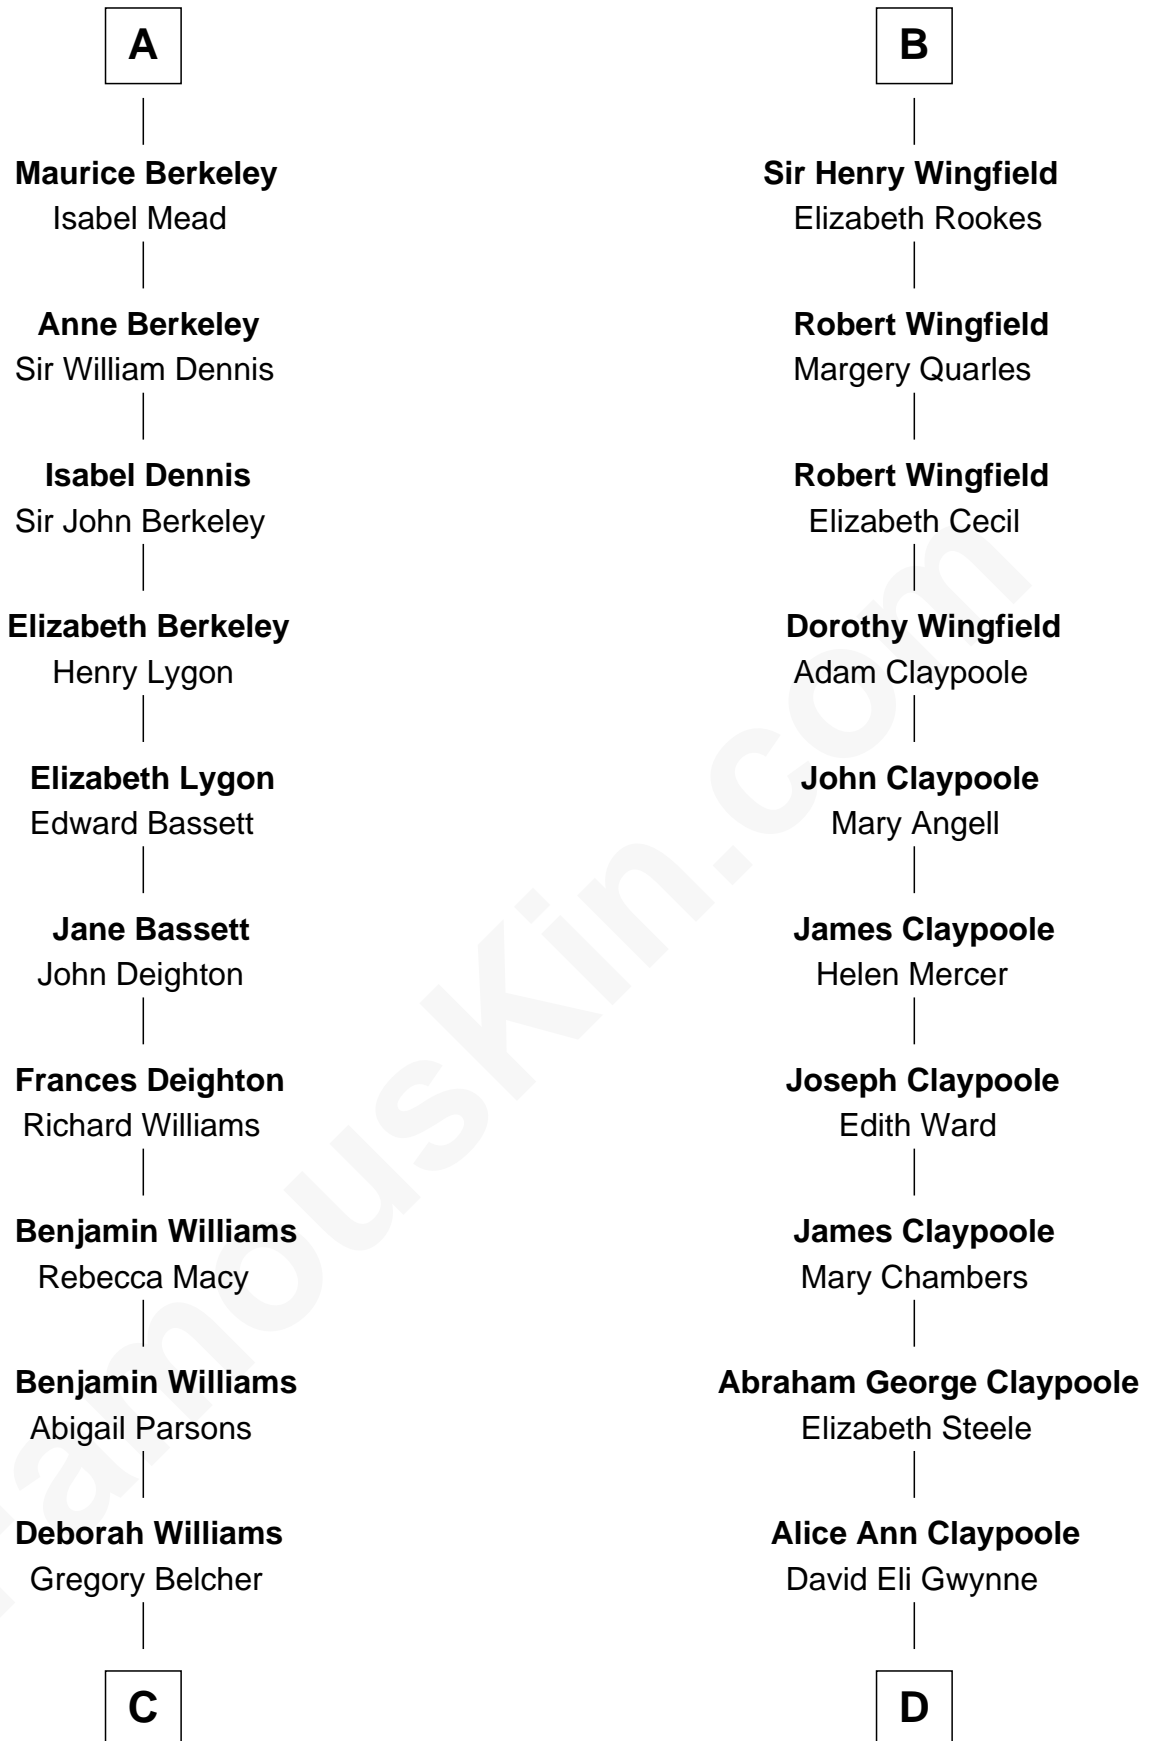 A
Maurice Berkeley
Isabel Mead
Anne Berkeley
Sir William Dennis
Isabel Dennis
Sir John Berkeley
Elizabeth Berkeley
Henry Lygon
Elizabeth Lygon
Edward Bassett
Jane Bassett
John Deighton
Frances Deighton
Richard Williams
Benjamin Williams
Rebecca Macy
Benjamin Williams
Abigail Parsons
Deborah Williams
Gregory Belcher
C
B
Sir Henry Wingfield
Elizabeth Rookes
Robert Wingfield
Margery Quarles
Robert Wingfield
Elizabeth Cecil
Dorothy Wingfield
Adam Claypoole
John Claypoole
Mary Angell
James Claypoole
Helen Mercer
Joseph Claypoole
Edith Ward
James Claypoole
Mary Chambers
Abraham George Claypoole
Elizabeth Steele
Alice Ann Claypoole
David Eli Gwynne
D
FamousKin.com